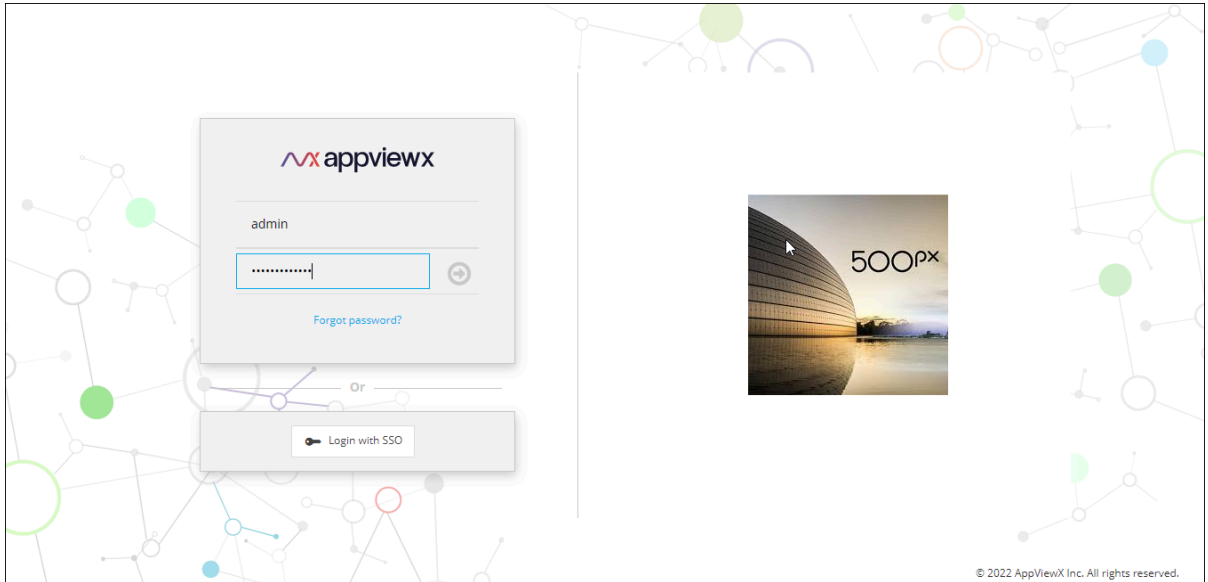 appviewx
admin
•••••••••••••
Forgot password?
Or
Login with SSO
500px
© 2022 AppViewX Inc. All rights reserved.